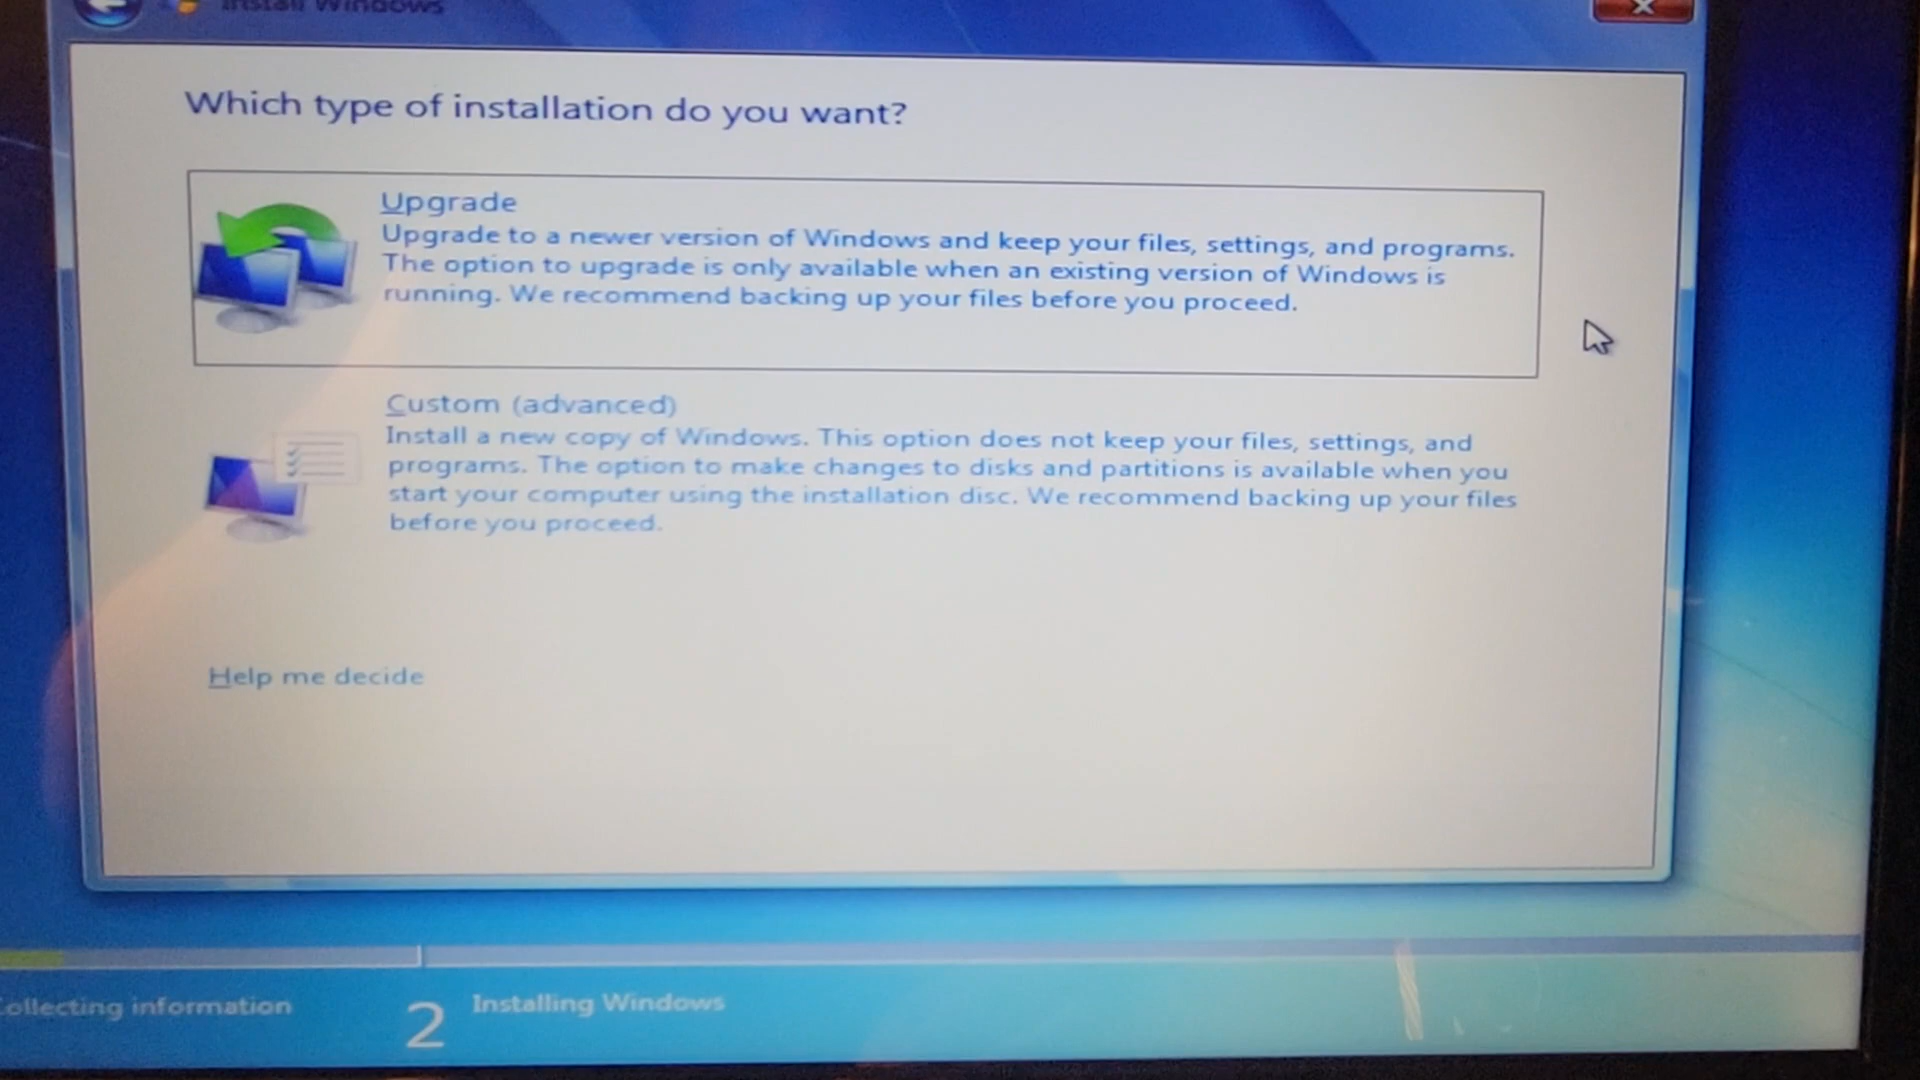 Install Windows
Which type of installation do you want?
Upgrade
Upgrade to a newer version of Windows and keep your files, settings, and programs.
The option to upgrade is only available when an existing version of Windows is
running. We recommend backing up your files before you proceed.
Custom (advanced)
Install a new copy of Windows. This option does not keep your files, settings, and
programs. The option to make changes to disks and partitions is available when you
start your computer using the installation disc. We recommend backing up your files
before you proceed.
Help me decide
Collecting information
2 Installing Windows